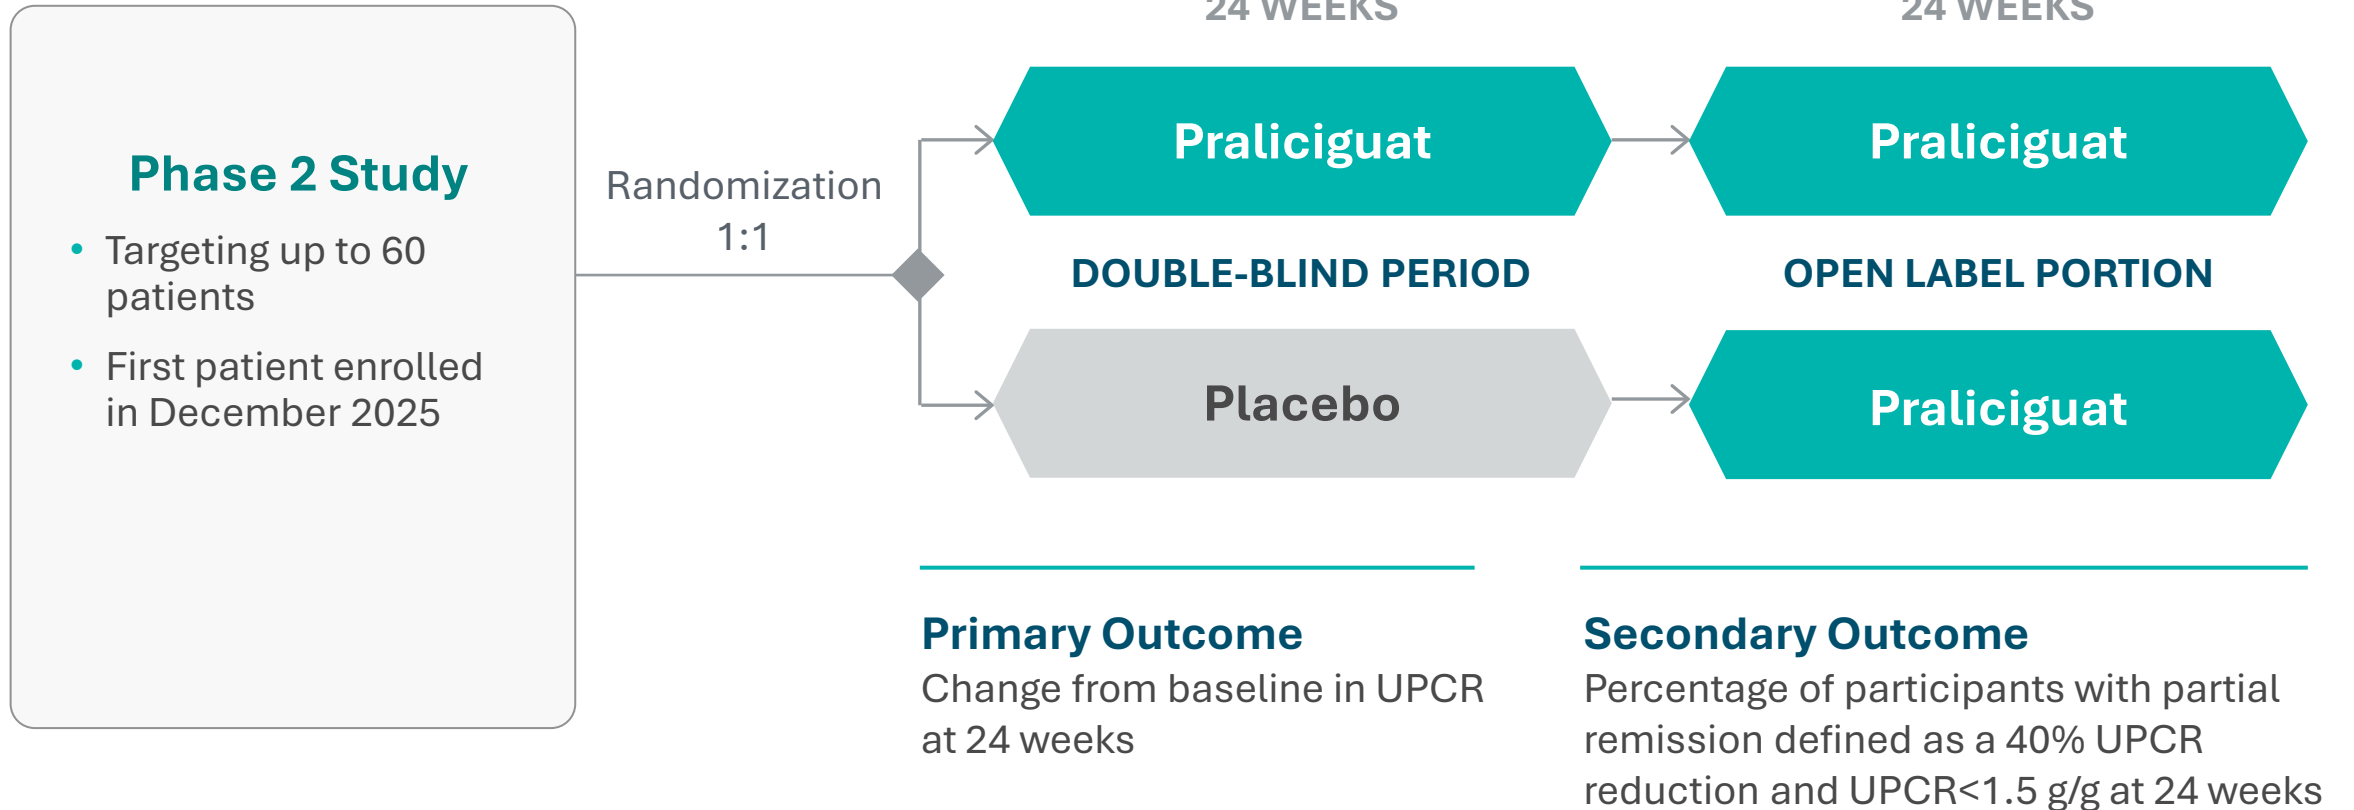 24 WEEKS
24 WEEKS
Phase 2 Study
• Targeting up to 60
patients
• First patient enrolled
in December 2025
Randomization
1:1
Praliciguat
Praliciguat
DOUBLE-BLIND PERIOD
OPEN LABEL PORTION
Placebo
Praliciguat
Primary Outcome
Change from baseline in UPCR
at 24 weeks
Secondary Outcome
Percentage of participants with partial
remission defined as a 40% UPCR
reduction and UPCR<1.5 g/g at 24 weeks